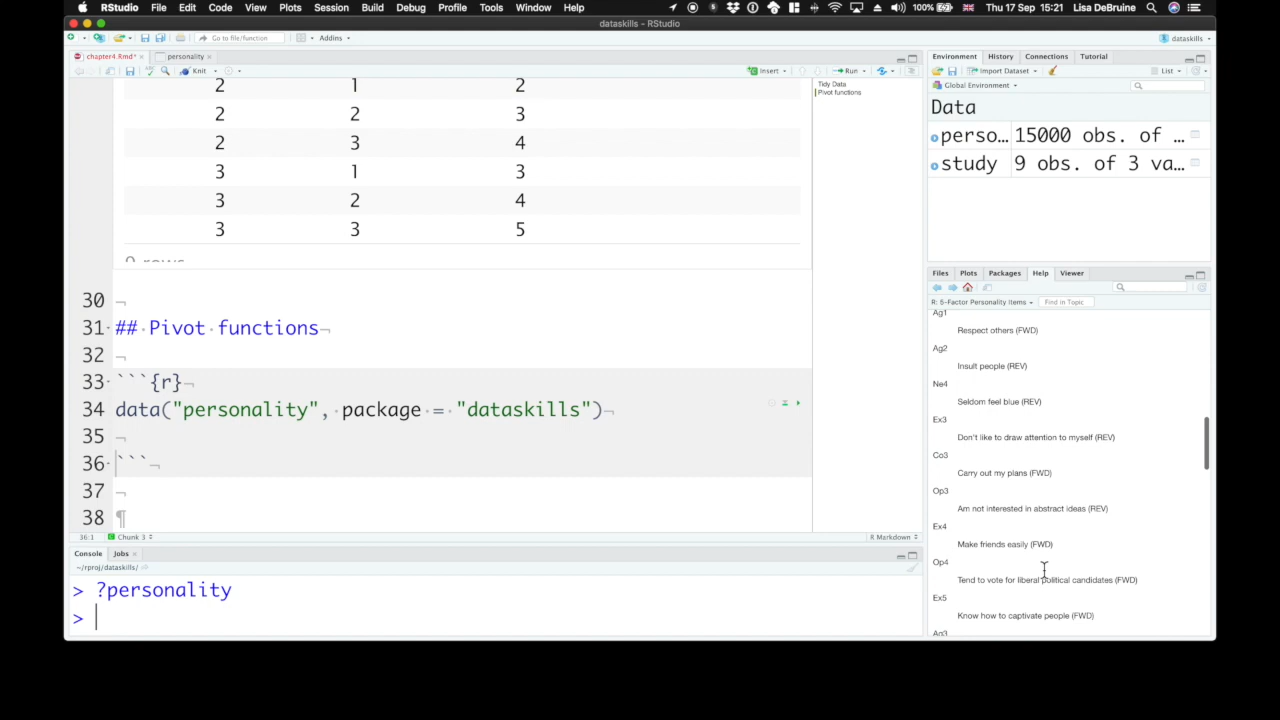 RStudio File Edit Code View Plots Session Build Debug Profile Tools Window Help 100% Thu 17 Sep 15:21 Lisa DeBruine
dataskills — RStudio
Go to file/function Addins dataskills
chapter4.Rmd* personality
Knit Insert Run
2 1 2
2 2 3
2 3 4
3 1 3
3 2 4
3 3 5
Tidy Data
Pivot functions
30 ¬
31 ## Pivot·functions¬
32 ¬
33 ```{r}¬
34 data("personality",·package·=·"dataskills")¬
35 ¬
36 ```¬
37 ¬
38 ¶
36:1 Chunk 3 R Markdown
Console Jobs
~/rproj/dataskills/
> ?personality
>
Environment History Connections Tutorial
Import Dataset List
Global Environment
Data
perso… 15000 obs. of …
study 9 obs. of 3 va…
Files Plots Packages Help Viewer
R: 5-Factor Personality Items Find in Topic
Ag1
Respect others (FWD)
Ag2
Insult people (REV)
Ne4
Seldom feel blue (REV)
Ex3
Don't like to draw attention to myself (REV)
Co3
Carry out my plans (FWD)
Op3
Am not interested in abstract ideas (REV)
Ex4
Make friends easily (FWD)
Op4
Tend to vote for liberal political candidates (FWD)
Ex5
Know how to captivate people (FWD)
Ag3